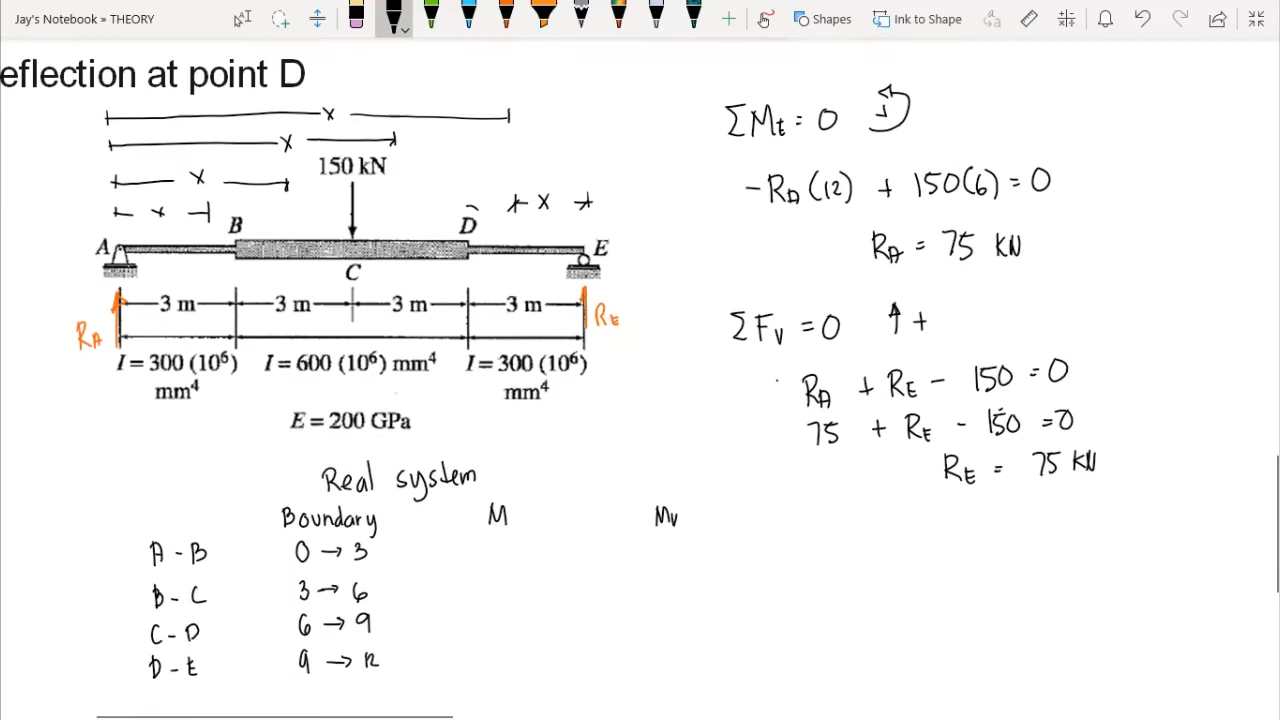 Jay's Notebook » THEORY
Shapes
Ink to Shape
eflection at point D
x
x
150 kN
x
x
x
A
B
C
D
E
3 m
3 m
3 m
3 m
RA
RE
I = 300 (10⁶) mm⁴
I = 600 (10⁶) mm⁴
I = 300 (10⁶) mm⁴
E = 200 GPa
Real system
Boundary M Mv
A - B 0 → 3
B - C 3 → 6
C - D 6 → 9
D - E 9 → 12
ΣM = 0
-RA (12) + 150(6) = 0
RA = 75 KN
ΣFv = 0 ↑ +
RA + RE - 150 = 0
75 + RE - 150 = 0
RE = 75 KN